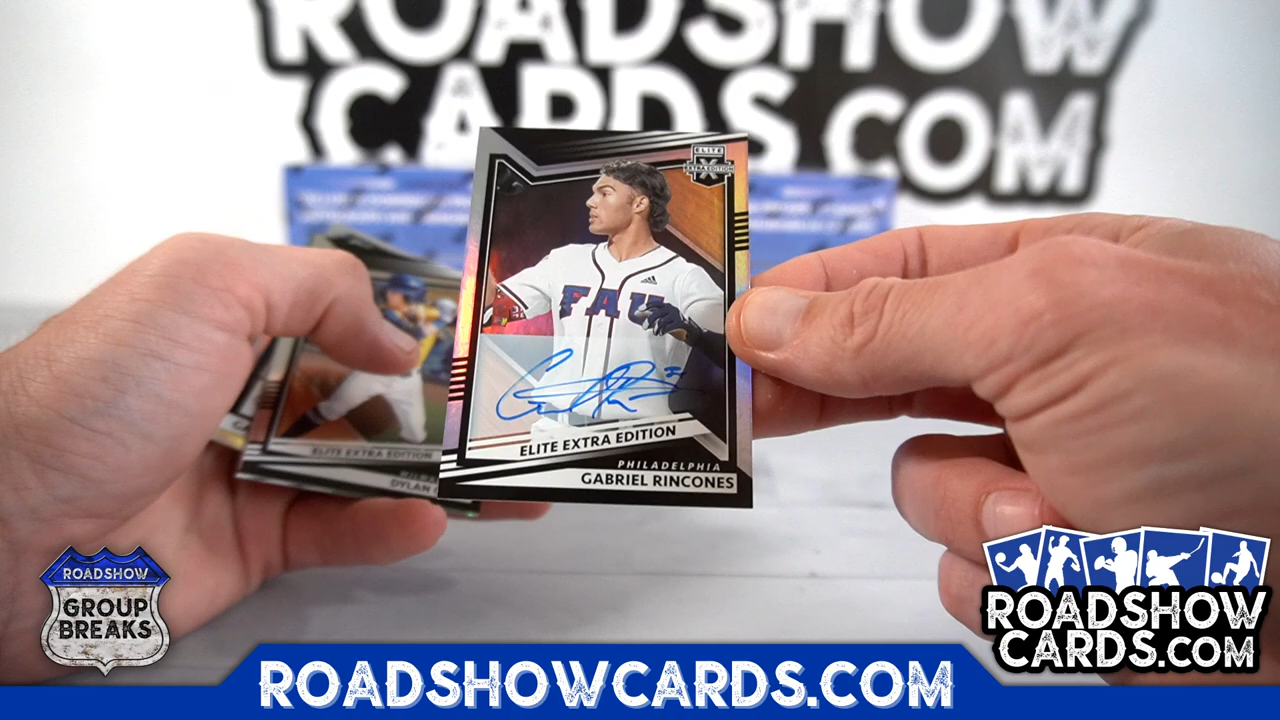 ROADSHOW
CARDS.COM
ELITE
X
EXTRA EDITION
FAU
ELITE EXTRA EDITION
PHILADELPHIA
GABRIEL RINCONES
ELITE EXTRA EDITION
DYLAN
ROADSHOW
GROUP
BREAKS
ROADSHOW
CARDS.COM
ROADSHOWCARDS.COM